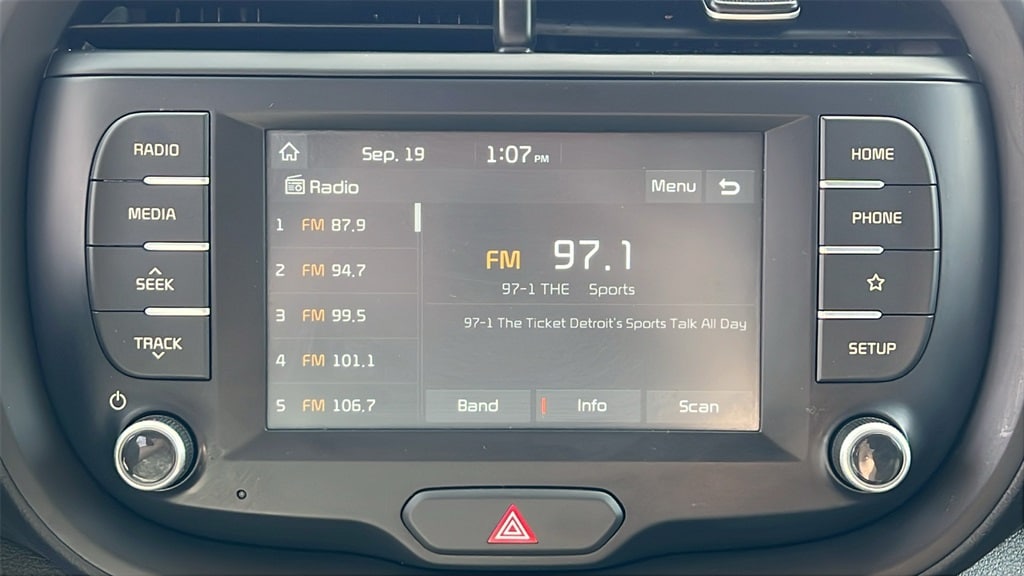 RADIO
MEDIA
SEEK
TRACK
Sep. 19 1:07 PM
Radio Menu
1 FM 87.9
2 FM 94.7
3 FM 99.5
4 FM 101.1
5 FM 106.7
FM 97.1
97-1 THE Sports
97-1 The Ticket Detroit's Sports Talk All Day
Band Info Scan
HOME
PHONE
SETUP